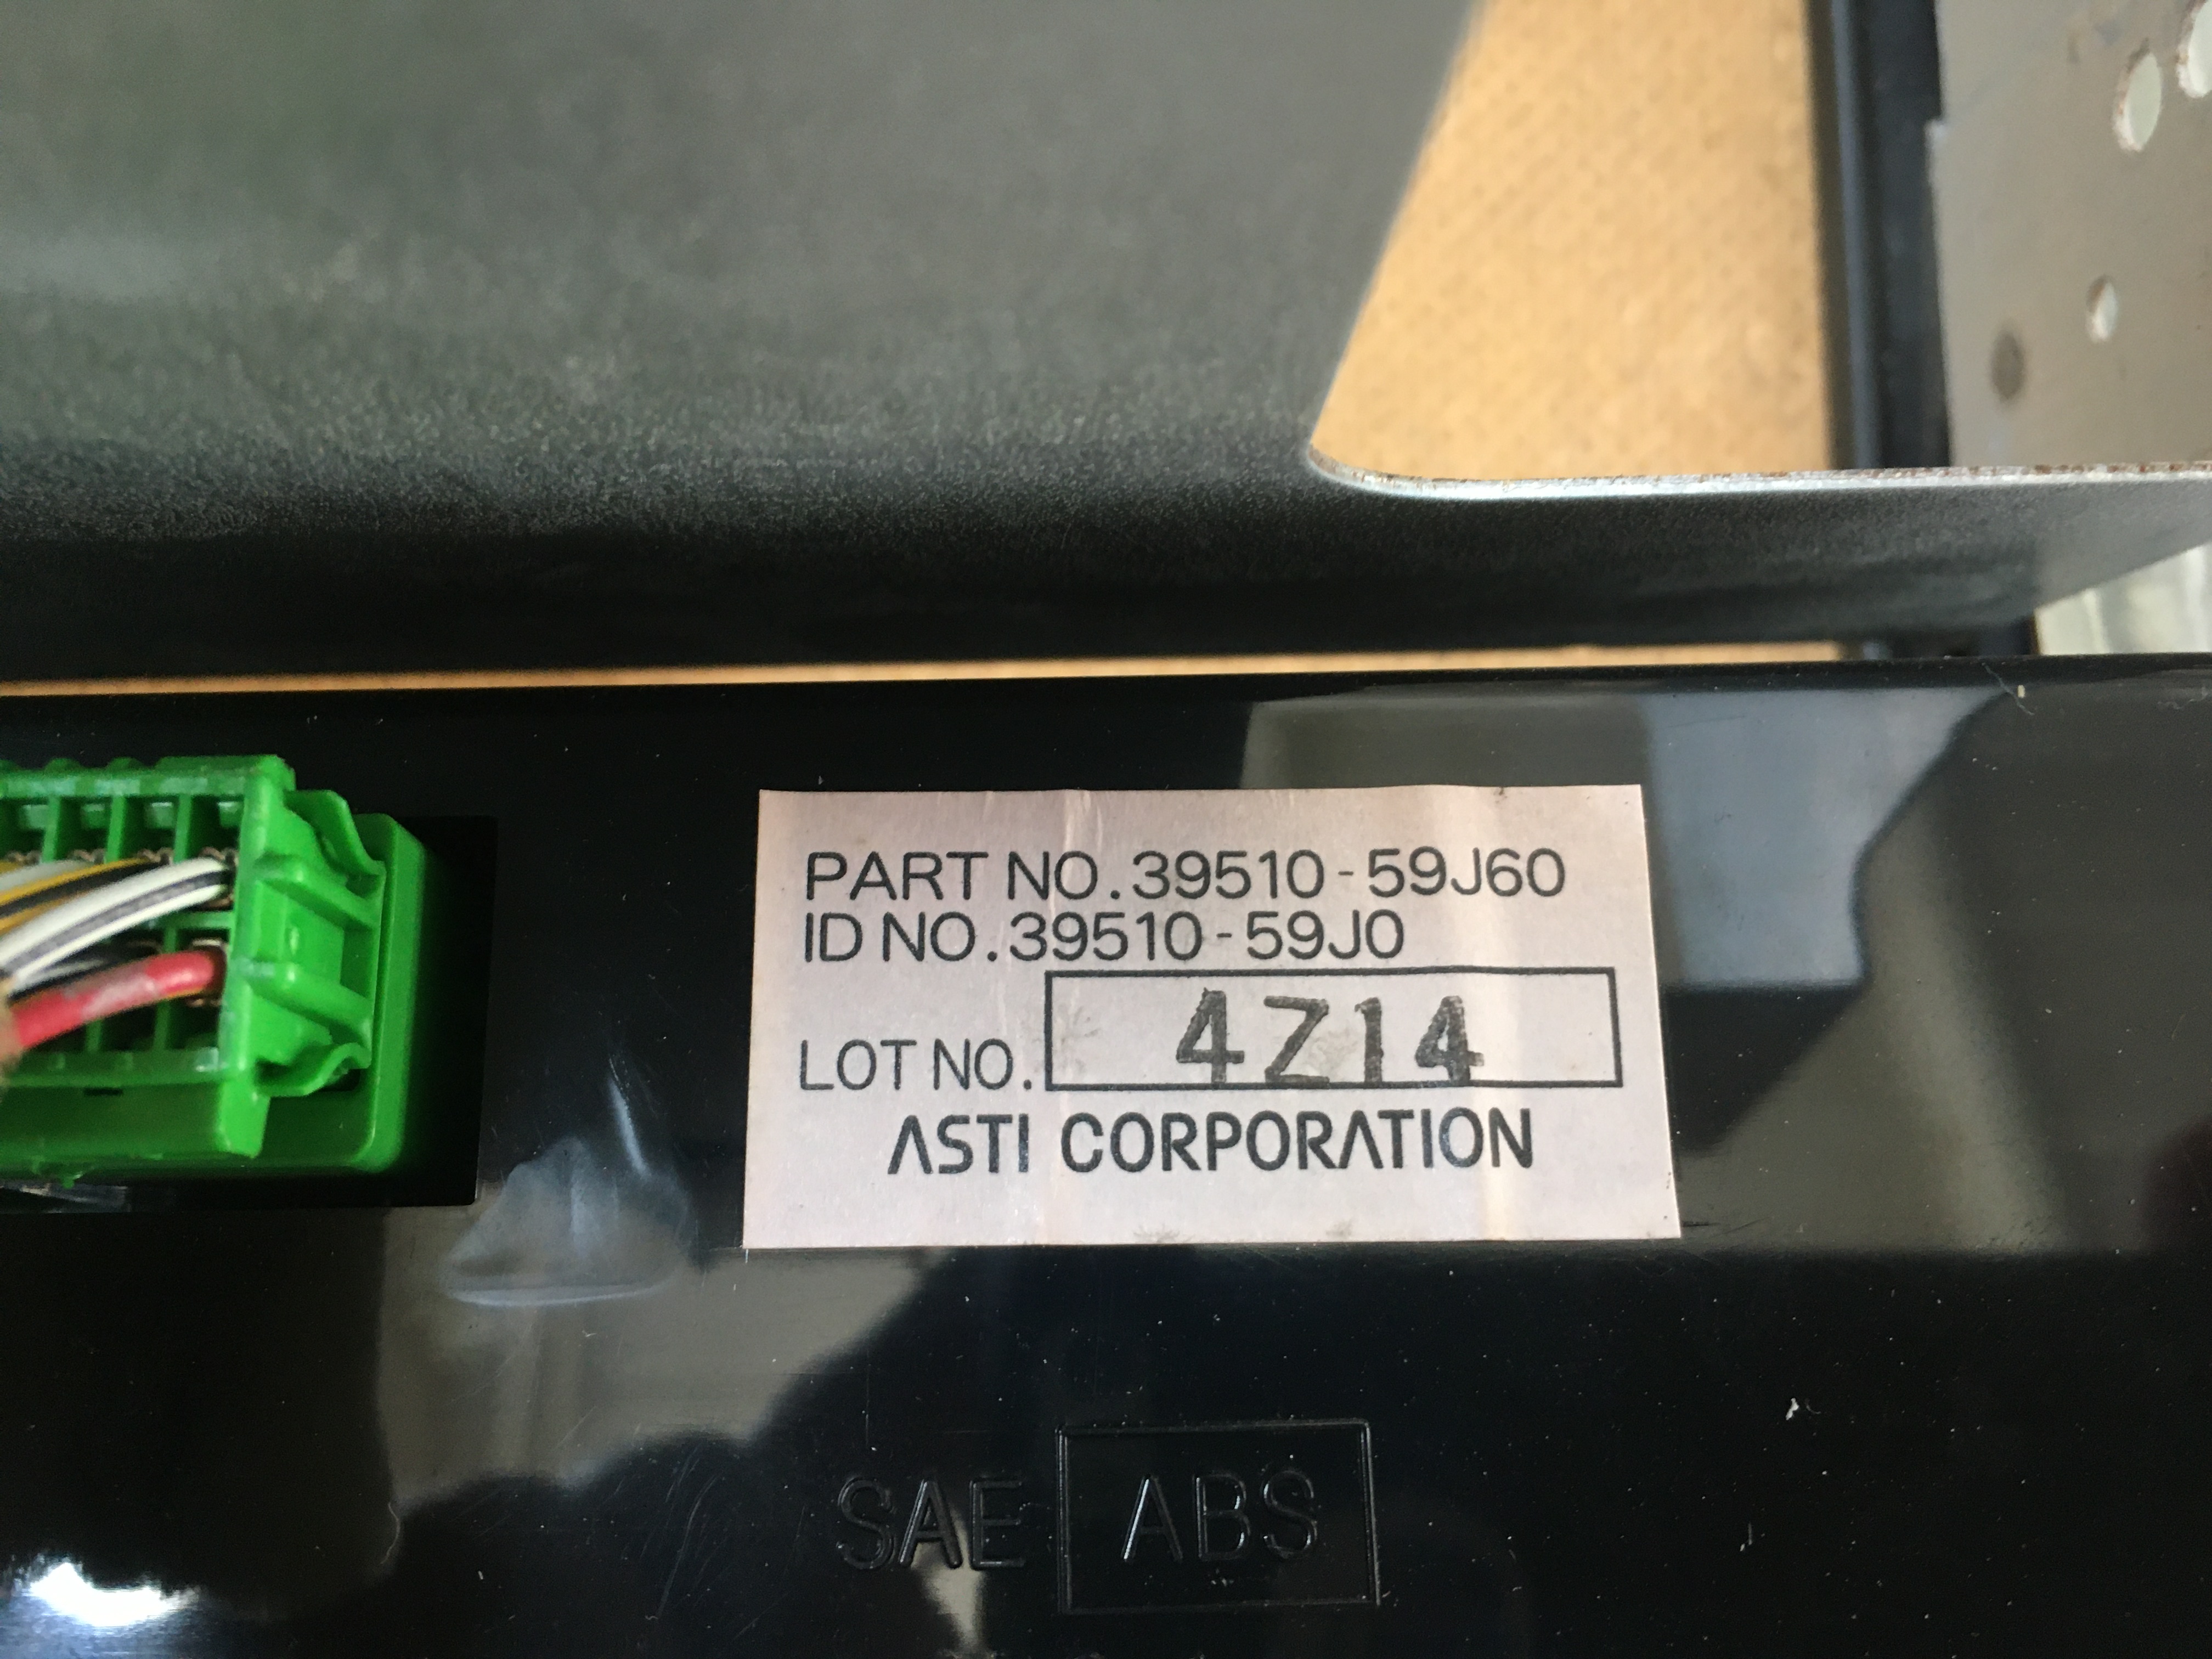 PART NO.39510-59J60
ID NO.39510-59J0
LOT NO. 4Z14
ASTI CORPORATION
SAE ABS